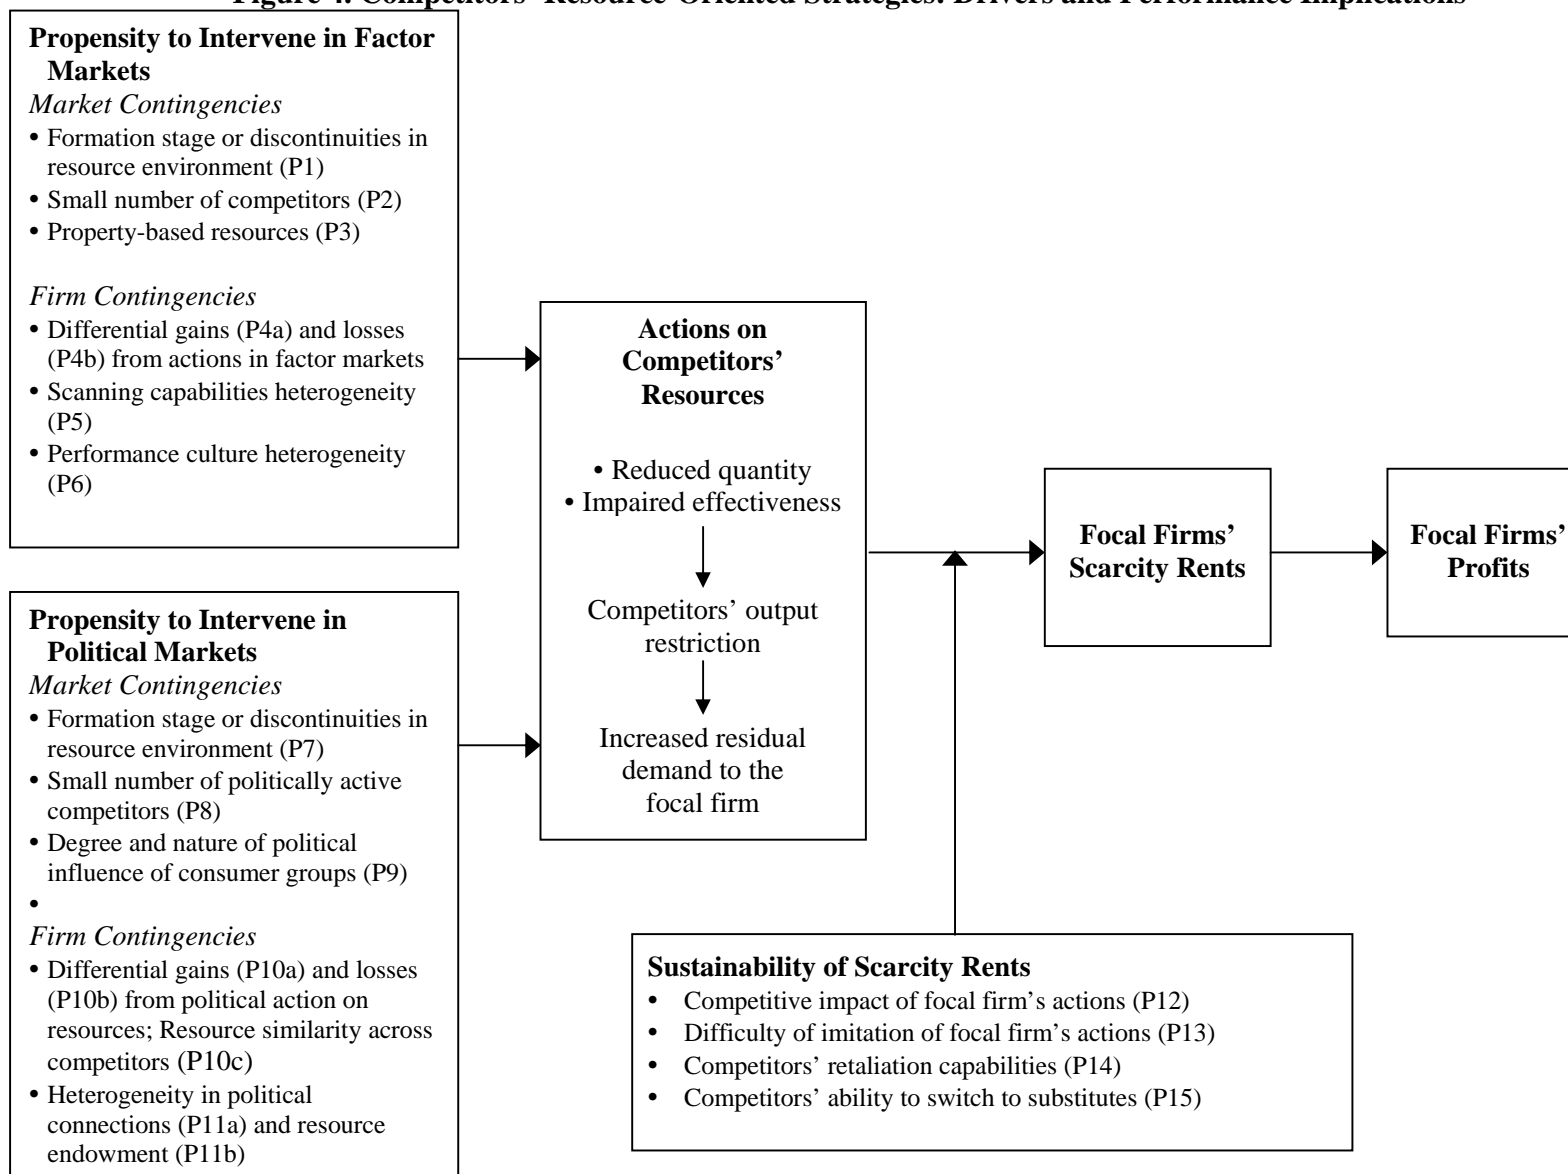 Figure 4. Competitors’ Resource-Oriented Strategies: Drivers and Performance Implications
Propensity to Intervene in Factor
Markets
Market Contingencies
• Formation stage or discontinuities in
resource environment (P1)
• Small number of competitors (P2)
• Property-based resources (P3)
Firm Contingencies
• Differential gains (P4a) and losses
(P4b) from actions in factor markets
• Scanning capabilities heterogeneity
(P5)
• Performance culture heterogeneity
(P6)
Propensity to Intervene in
Political Markets
Market Contingencies
• Formation stage or discontinuities in
resource environment (P7)
• Small number of politically active
competitors (P8)
• Degree and nature of political
influence of consumer groups (P9)
•
Firm Contingencies
• Differential gains (P10a) and losses
(P10b) from political action on
resources; Resource similarity across
competitors (P10c)
• Heterogeneity in political
connections (P11a) and resource
endowment (P11b)
Actions on
Competitors’
Resources
• Reduced quantity
• Impaired effectiveness
Competitors’ output
restriction
Increased residual
demand to the
focal firm
Focal Firms’
Scarcity Rents
Focal Firms’
Profits
Sustainability of Scarcity Rents
• Competitive impact of focal firm’s actions (P12)
• Difficulty of imitation of focal firm’s actions (P13)
• Competitors’ retaliation capabilities (P14)
• Competitors’ ability to switch to substitutes (P15)